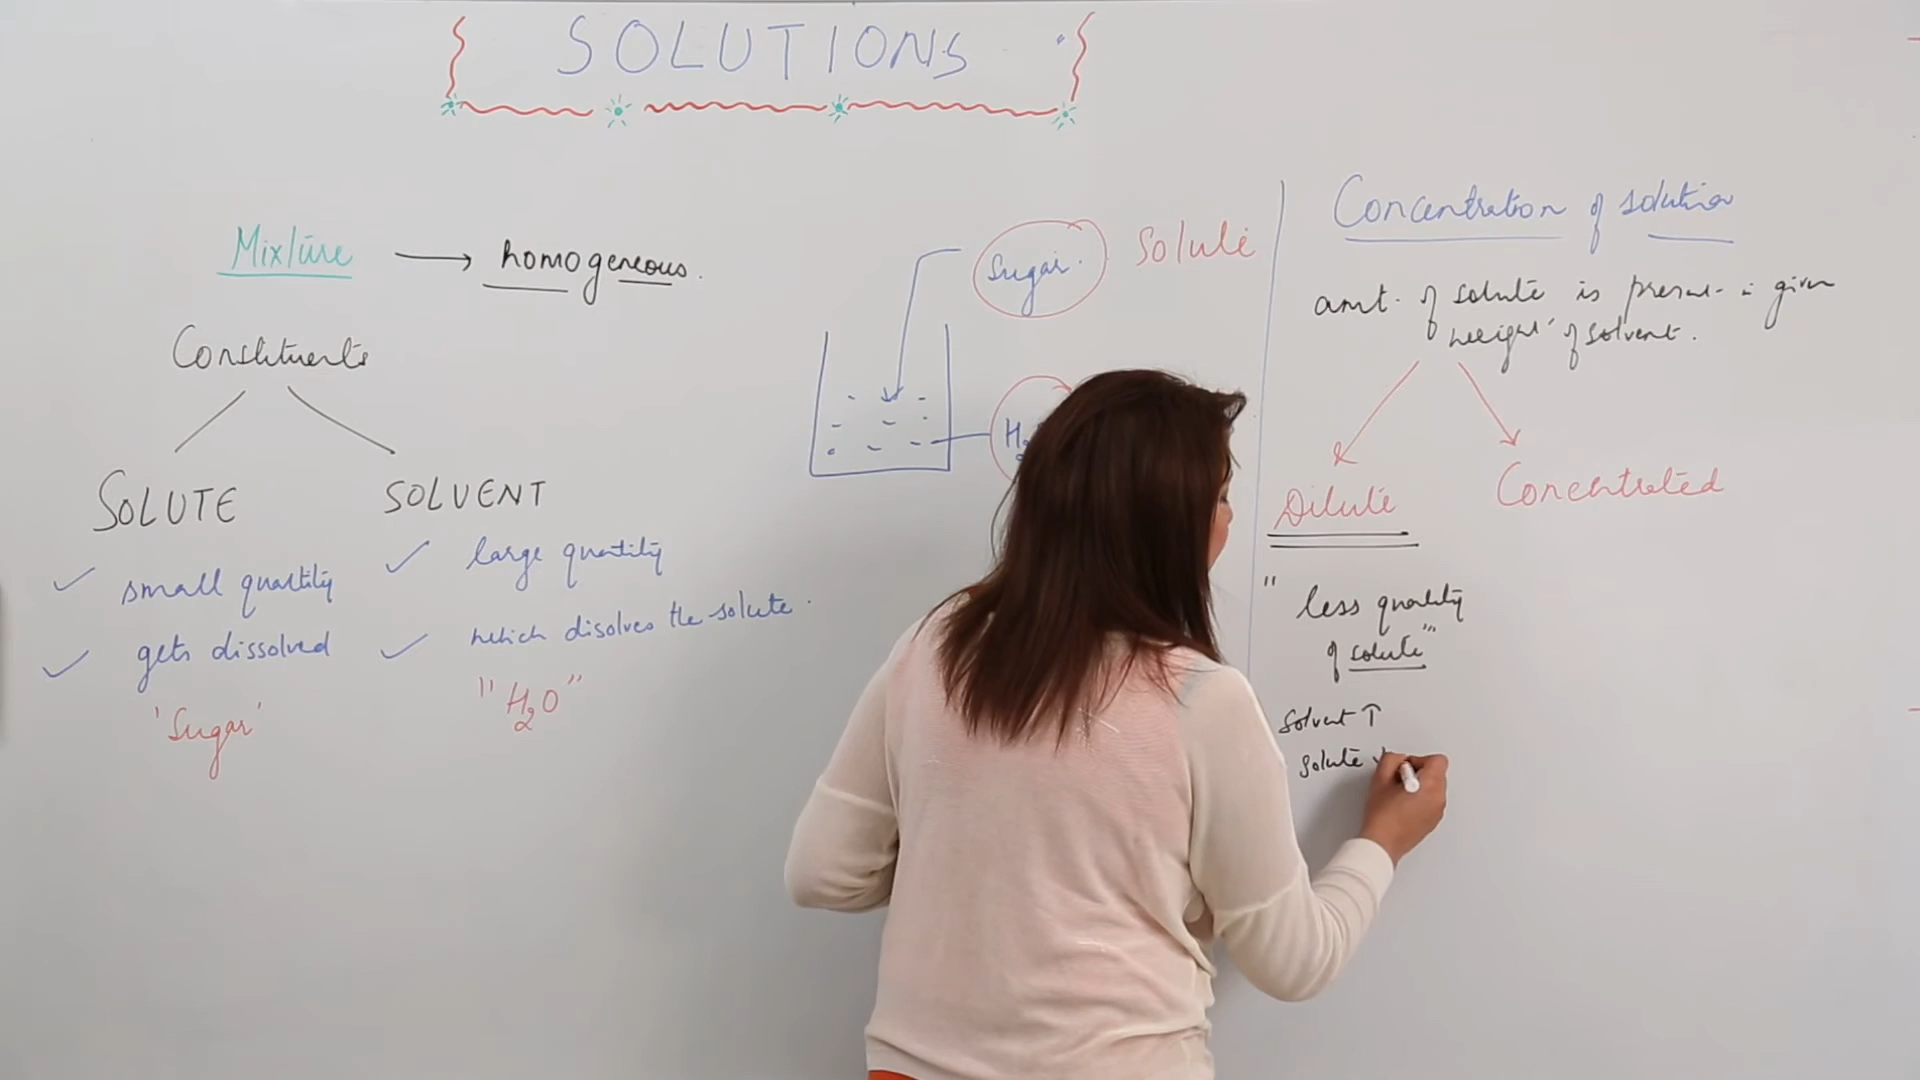 SOLUTIONS
Mixture → homogeneous.
Constituents
SOLUTE
small quantity
gets dissolved
'Sugar'
SOLVENT
large quantity
which disolves the solute.
"H₂O"
Sugar.
Solute
H₂
Concentration of solution
amt. of solute is present in given
weight of solvent.
Dilute
Concentrated
"less quantity
of solute"
Solvent ↑
Solute